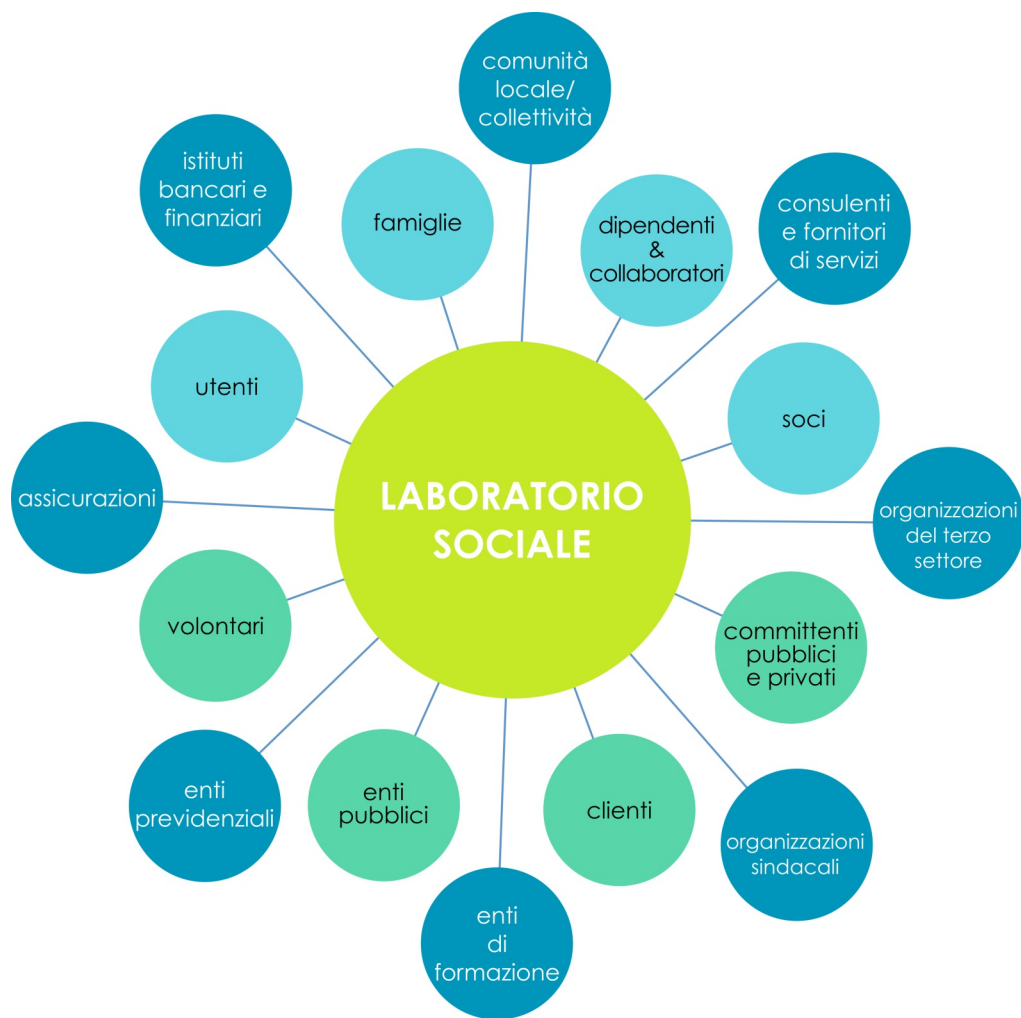 comunità
locale/
collettività
istituti
bancari e
finanziari
famiglie
dipendenti
&
collaboratori
consulenti
e fornitori
di servizi
utenti
soci
assicurazioni
LABORATORIO
SOCIALE
organizzazioni
del terzo
settore
volontari
committenti
pubblici
e privati
enti
previdenziali
enti
pubblici
clienti
organizzazioni
sindacali
enti
di
formazione